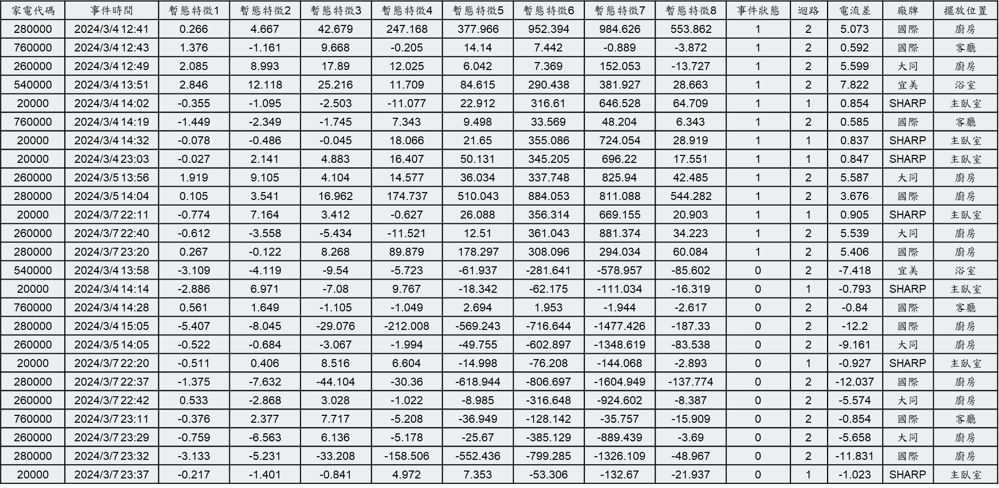 家電代碼 事件時間 暫態特徵1 暫態特徵2 暫態特徵3 暫態特徵4 暫態特徵5 暫態特徵6 暫態特徵7 暫態特徵8 事件狀態 迴路 電流差 廠牌 擺放位置
280000 2024/3/4 12:41 0.266 4.667 42.679 247.168 377.966 952.394 984.626 553.862 1 2 5.073 國際 廚房
760000 2024/3/4 12:43 1.376 -1.161 9.668 -0.205 14.14 7.442 -0.889 -3.872 1 2 0.592 國際 客廳
260000 2024/3/4 12:49 2.085 8.993 17.89 12.025 6.042 7.369 152.053 -13.727 1 2 5.599 大同 廚房
540000 2024/3/4 13:51 2.846 12.118 25.216 11.709 84.615 290.438 381.927 28.663 1 2 7.822 宜美 浴室
20000 2024/3/4 14:02 -0.355 -1.095 -2.503 -11.077 22.912 316.61 646.528 64.709 1 1 0.854 SHARP 主臥室
760000 2024/3/4 14:19 -1.449 -2.349 -1.745 7.343 9.498 33.569 48.204 6.343 1 2 0.585 國際 客廳
20000 2024/3/4 14:32 -0.078 -0.486 -0.045 18.066 21.65 355.086 724.054 28.919 1 1 0.837 SHARP 主臥室
20000 2024/3/4 23:03 -0.027 2.141 4.883 16.407 50.131 345.205 696.22 17.551 1 1 0.847 SHARP 主臥室
260000 2024/3/5 13:56 1.919 9.105 4.104 14.577 36.034 337.748 825.94 42.485 1 2 5.587 大同 廚房
280000 2024/3/5 14:04 0.105 3.541 16.962 174.737 510.043 884.053 811.088 544.282 1 2 3.676 國際 廚房
20000 2024/3/7 22:11 -0.774 7.164 3.412 -0.627 26.088 356.314 669.155 20.903 1 1 0.905 SHARP 主臥室
260000 2024/3/7 22:40 -0.612 -3.558 -5.434 -11.521 12.51 361.043 881.374 34.223 1 2 5.539 大同 廚房
280000 2024/3/7 23:20 0.267 -0.122 8.268 89.879 178.297 308.096 294.034 60.084 1 2 5.406 國際 廚房
540000 2024/3/4 13:58 -3.109 -4.119 -9.54 -5.723 -61.937 -281.641 -578.957 -85.602 0 2 -7.418 宜美 浴室
20000 2024/3/4 14:14 -2.886 6.971 -7.08 9.767 -18.342 -62.175 -111.034 -16.319 0 1 -0.793 SHARP 主臥室
760000 2024/3/4 14:28 0.561 1.649 -1.105 -1.049 2.694 1.953 -1.944 -2.617 0 2 -0.84 國際 客廳
280000 2024/3/4 15:05 -5.407 -8.045 -29.076 -212.008 -569.243 -716.644 -1477.426 -187.33 0 2 -12.2 國際 廚房
260000 2024/3/5 14:05 -0.522 -0.684 -3.067 -1.994 -49.755 -602.897 -1348.619 -83.538 0 2 -9.161 大同 廚房
20000 2024/3/7 22:20 -0.511 0.406 8.516 6.604 -14.998 -76.208 -144.068 -2.893 0 1 -0.927 SHARP 主臥室
280000 2024/3/7 22:37 -1.375 -7.632 -44.104 -30.36 -618.944 -806.697 -1604.949 -137.774 0 2 -12.037 國際 廚房
260000 2024/3/7 22:42 0.533 -2.868 3.028 -1.022 -8.985 -316.648 -924.602 -8.387 0 2 -5.574 大同 廚房
760000 2024/3/7 23:11 -0.376 2.377 7.717 -5.208 -36.949 -128.142 -35.757 -15.909 0 2 -0.854 國際 客廳
260000 2024/3/7 23:29 -0.759 -6.563 6.136 -5.178 -25.67 -385.129 -889.439 -3.69 0 2 -5.658 大同 廚房
280000 2024/3/7 23:32 -3.133 -5.231 -33.208 -158.506 -552.436 -799.285 -1326.109 -48.967 0 2 -11.831 國際 廚房
20000 2024/3/7 23:37 -0.217 -1.401 -0.841 4.972 7.353 -53.306 -132.67 -21.937 0 1 -1.023 SHARP 主臥室